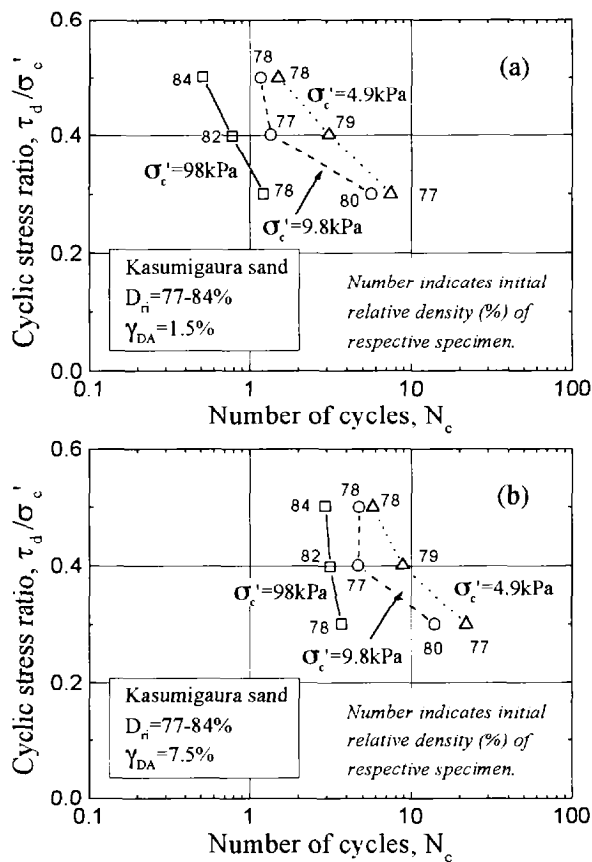 0.6
(a)
78
84
78
σc'=4.9kPa
77
79
0.4
82
σc'=98kPa
78
80
77
σc'=9.8kPa
0.2
Kasumigaura sand
Dri=77-84%
γDA=1.5%
Number indicates initial
relative density (%) of
respective specimen.
0.0
0.1
1
10
100
Cyclic stress ratio, τd/σc'
Number of cycles, Nc
0.6
(b)
78
84
78
82
79
0.4
77
σc'=98kPa
σc'=4.9kPa
78
80
77
σc'=9.8kPa
0.2
Kasumigaura sand
Dri=77-84%
γDA=7.5%
Number indicates initial
relative density (%) of
respective specimen.
0.0
0.1
1
10
100
Cyclic stress ratio, τd/σc'
Number of cycles, Nc